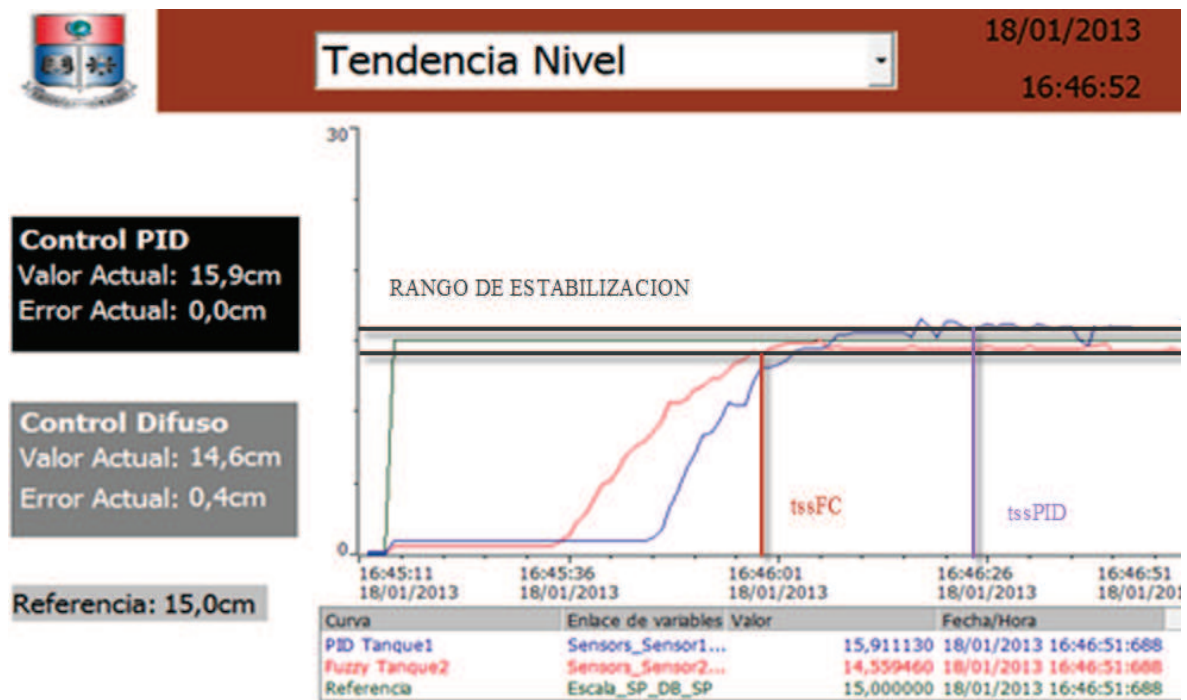 Tendencia Nivel
18/01/2013
16:46:52
Control PID
Valor Actual: 15,9cm
Error Actual: 0,0cm
Control Difuso
Valor Actual: 14,6cm
Error Actual: 0,4cm
Referencia: 15,0cm
30
RANGO DE ESTABILIZACION
tssFC
tssPID
0
16:45:11 16:45:36 16:46:01 16:46:26 16:46:51
18/01/2013 18/01/2013 18/01/2013 18/01/2013 18/01/201
Curva Enlace de variables Valor Fecha/Hora
PID Tanque1 Sensors_Sensor1... 15,911130 18/01/2013 16:46:51:688
Fuzzy Tanque2 Sensors_Sensor2... 14,559460 18/01/2013 16:46:51:688
Referencia Escala_SP_DB_SP 15,000000 18/01/2013 16:46:51:688